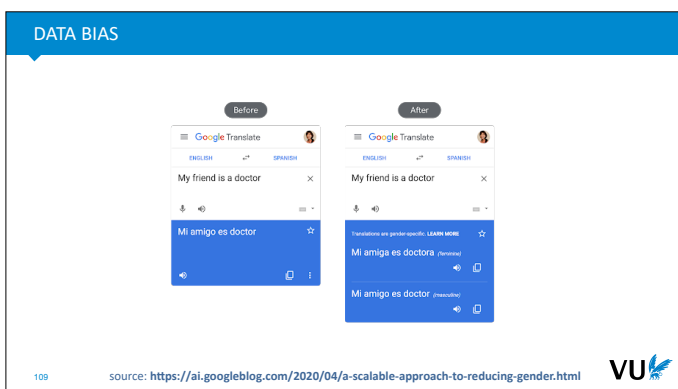 DATA BIAS
Before
Google Translate
ENGLISH SPANISH
My friend is a doctor
Mi amigo es doctor
After
Google Translate
ENGLISH SPANISH
My friend is a doctor
Translations are gender-specific. LEARN MORE
Mi amiga es doctora (feminine)
Mi amigo es doctor (masculine)
109
source: https://ai.googleblog.com/2020/04/a-scalable-approach-to-reducing-gender.html
VU